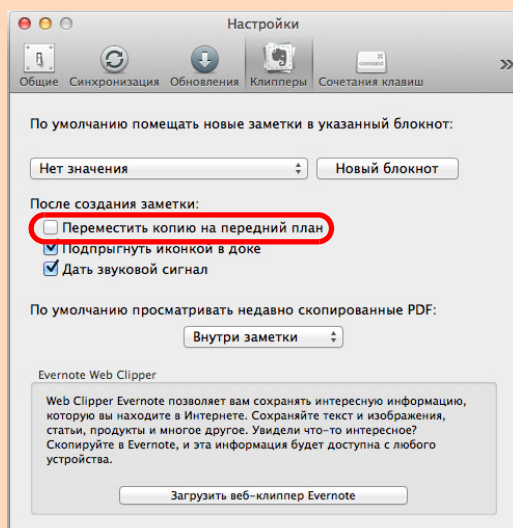 Настройки
Общие Синхронизация Обновления Клипперы Сочетания клавиш
По умолчанию помещать новые заметки в указанный блокнот:
Нет значения Новый блокнот
После создания заметки:
Переместить копию на передний план
Подпрыгнуть иконкой в доке
Дать звуковой сигнал
По умолчанию просматривать недавно скопированные PDF:
Внутри заметки
Evernote Web Clipper
Web Clipper Evernote позволяет вам сохранять интересную информацию,
которую вы находите в Интернете. Сохраняйте текст и изображения,
статьи, продукты и многое другое. Увидели что-то интересное?
Скопируйте в Evernote, и эта информация будет доступна с любого
устройства.
Загрузить веб-клиппер Evernote